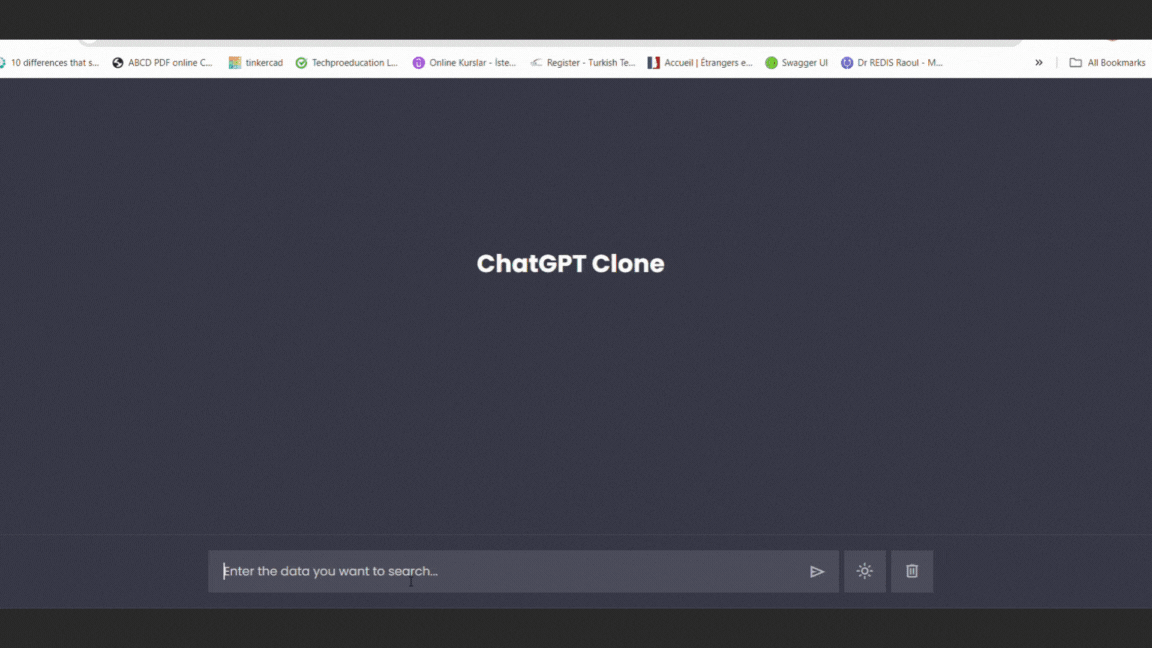 10 differences that s... ABCD PDF online C... tinkercad Techproeducation L... Online Kurslar - İste... Register - Turkish Te... Accueil | Étrangers e... Swagger UI Dr REDIS Raoul - M... » All Bookmarks
ChatGPT Clone
Enter the data you want to search...